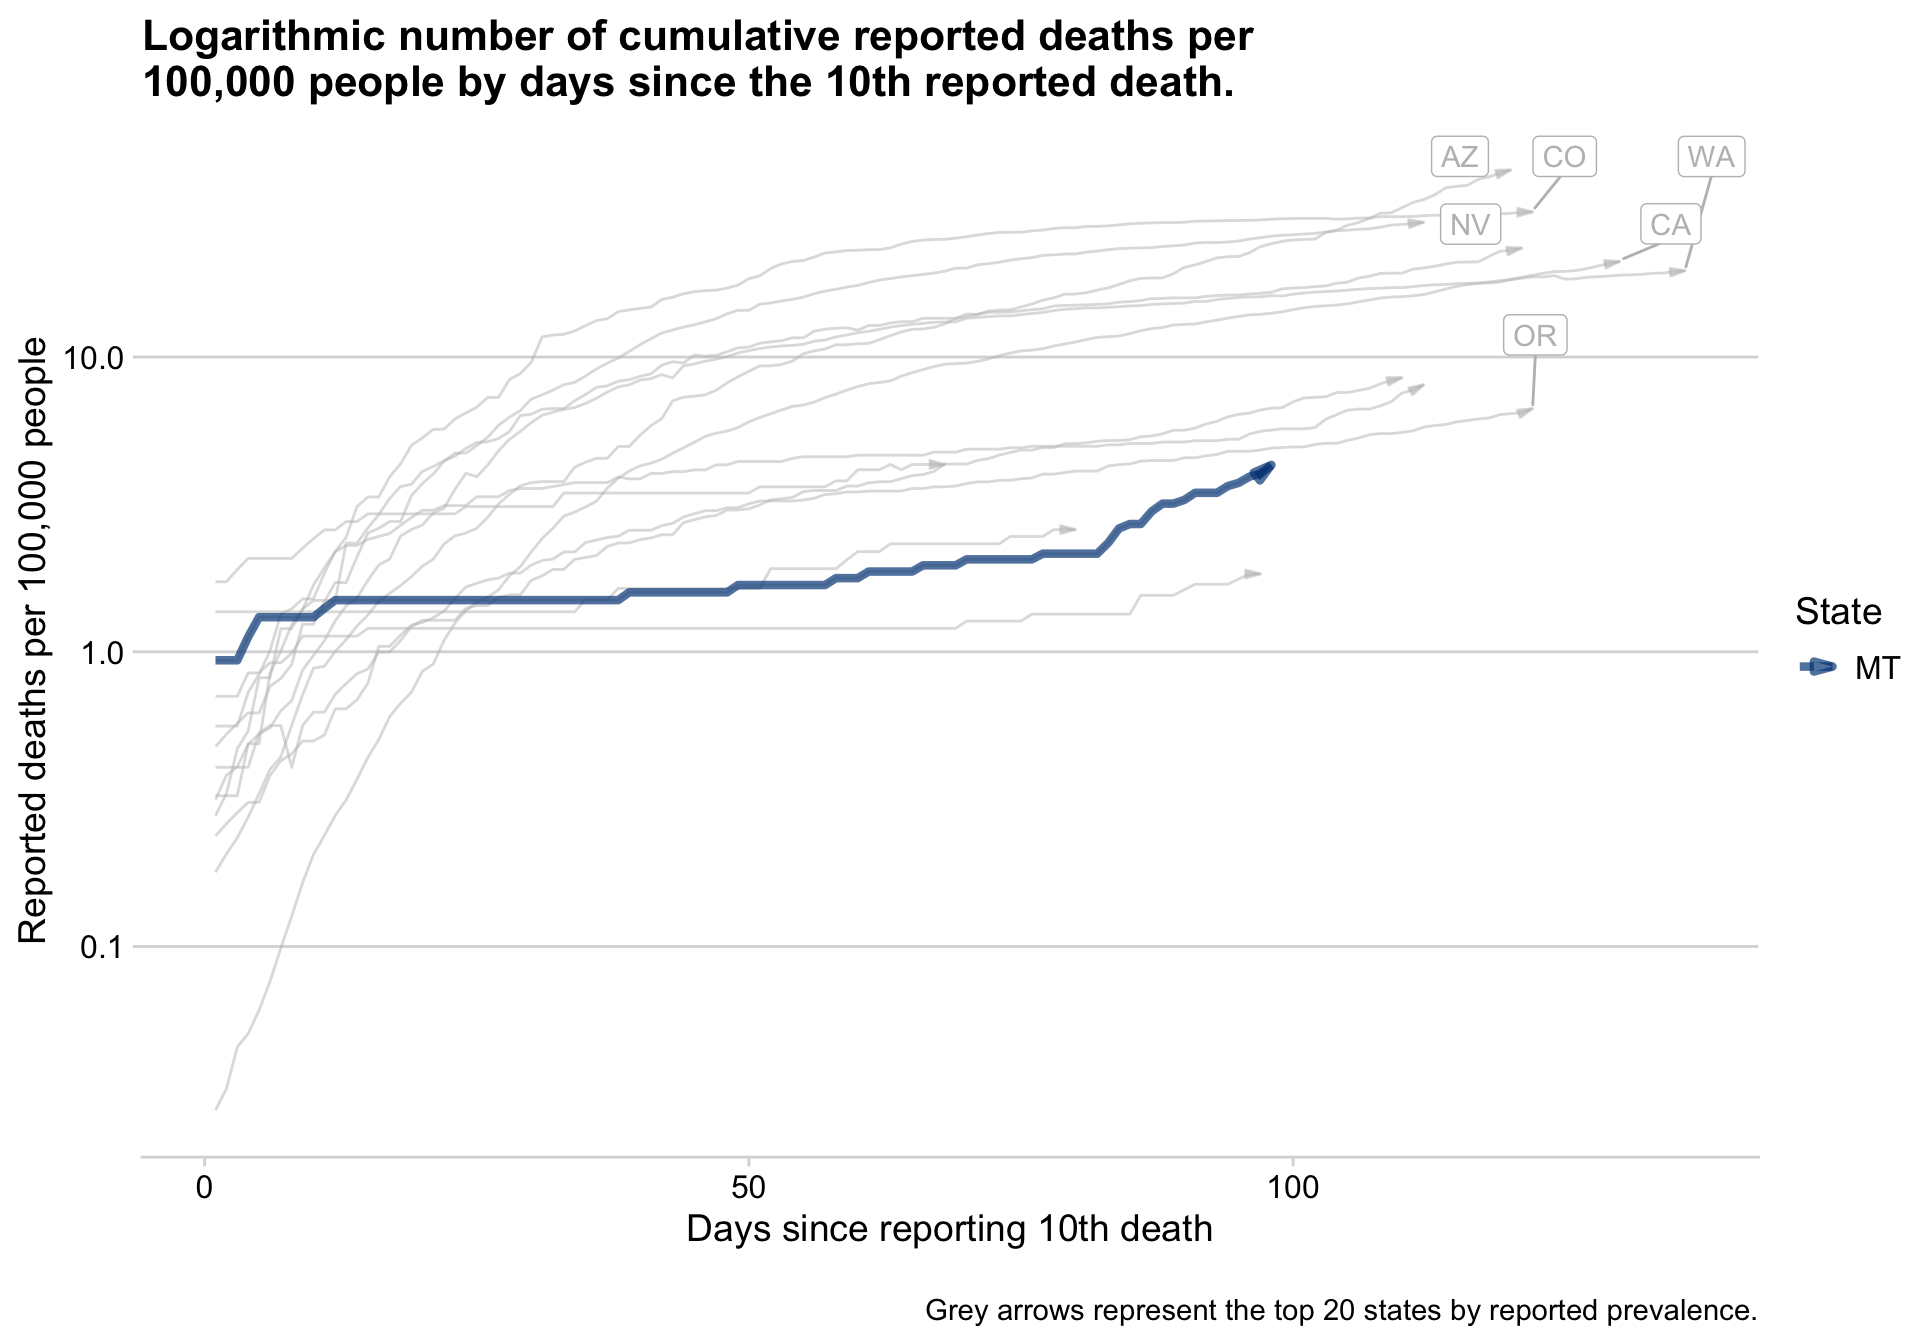 Logarithmic number of cumulative reported deaths per
100,000 people by days since the 10th reported death.
AZ
CO
WA
NV
CA
OR
10.0
1.0
0.1
Reported deaths per 100,000 people
State
MT
0
50
100
Days since reporting 10th death
Grey arrows represent the top 20 states by reported prevalence.